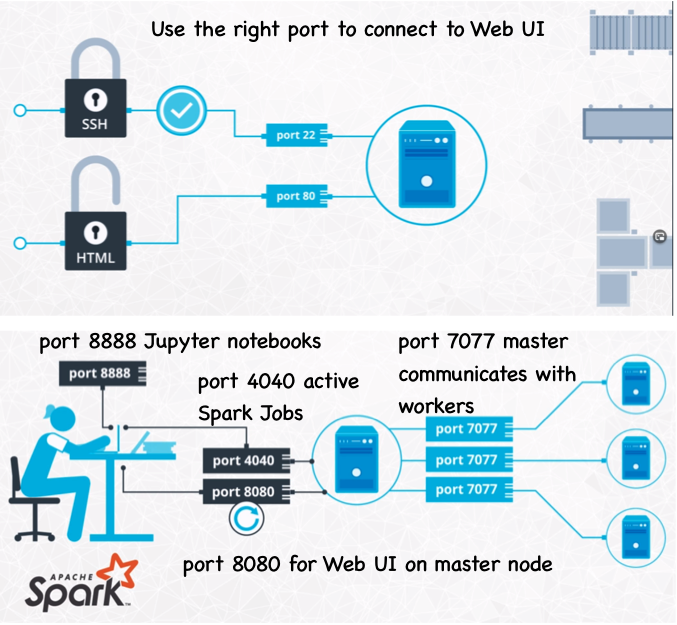 Use the right port to connect to Web UI
SSH
port 22
port 80
HTML
port 8888 Jupyter notebooks
port 8888
port 4040 active
Spark Jobs
port 7077 master
communicates with
workers
port 7077
port 4040
port 7077
port 8080
port 7077
port 8080 for Web UI on master node
APACHE
Spark™